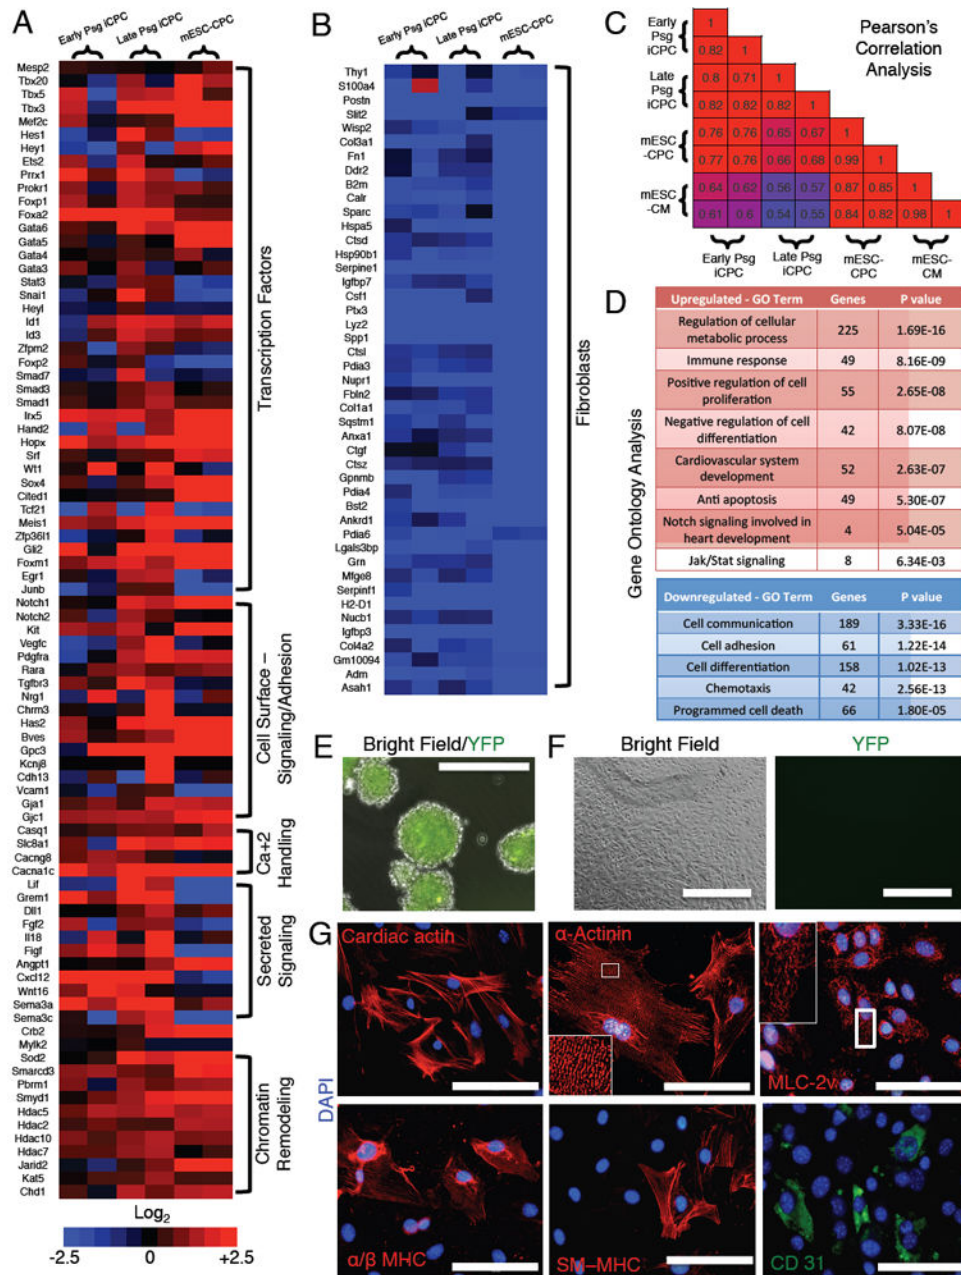 A
Early Psg iCPC
Late Psg iCPC
mESC-CPC
Mesp2
Tbx20
Tbx5
Tbx3
Mef2c
Hes1
Hey1
Ets2
Prrx1
Prokr1
Foxp1
Foxa2
Gata6
Gata5
Gata4
Gata3
Stat3
Snai1
Heyl
Id1
Id3
Zfpm2
Foxp2
Smad7
Smad3
Smad1
Irx5
Hand2
Hopx
Srf
Wt1
Sox4
Cited1
Tcf21
Meis1
Zfp36l1
Gli2
Foxm1
Egr1
Junb
Notch1
Notch2
Kit
Vegfc
Pdgfra
Rara
Tgfbr3
Nrg1
Chrm3
Has2
Bves
Gpc3
Kcnj8
Cdh13
Vcam1
Gja1
Gjc1
Casq1
Slc8a1
Cacng8
Cacna1c
Lif
Grem1
Dll1
Fgf2
Il18
Figf
Angpt1
Cxcl12
Wnt16
Sema3a
Sema3c
Crb2
Mylk2
Sod2
Smarcd3
Pbrm1
Smyd1
Hdac5
Hdac2
Hdac10
Hdac7
Jarid2
Kat5
Chd1
Transcription Factors
Cell Surface –
Signaling/Adhesion
Ca+2
Handling
Secreted
Signaling
Chromatin
Remodeling
Log2
-2.5 0 +2.5
B
Early Psg iCPC
Late Psg iCPC
mESC-CPC
Thy1
S100a4
Postn
Slit2
Wisp2
Col3a1
Fn1
Ddr2
B2m
Calr
Sparc
Hspa5
Ctsd
Hsp90b1
Serpine1
Igfbp7
Csf1
Ptx3
Lyz2
Spp1
Ctsl
Pdia3
Nupr1
Fbln2
Col1a1
Sqstm1
Anxa1
Ctgf
Ctsz
Gpnmb
Pdia4
Bst2
Ankrd1
Pdia6
Lgals3bp
Grn
Mfge8
Serpinf1
H2-D1
Nucb1
Igfbp3
Col4a2
Gm10094
Adm
Asah1
Fibroblasts
C
Pearson's
Correlation
Analysis
Early
Psg
iCPC
Late
Psg
iCPC
mESC
-CPC
mESC
-CM
1
0.82 1
0.8 0.71 1
0.82 0.82 0.82 1
0.76 0.76 0.65 0.67 1
0.77 0.76 0.66 0.68 0.99 1
0.64 0.62 0.56 0.57 0.87 0.85 1
0.61 0.6 0.54 0.55 0.84 0.82 0.98 1
Early Psg
iCPC
Late Psg
iCPC
mESC-
CPC
mESC-
CM
D
Gene Ontology Analysis
Upregulated - GO Term Genes P value
Regulation of cellular
metabolic process 225 1.69E-16
Immune response 49 8.16E-09
Positive regulation of cell
proliferation 55 2.65E-08
Negative regulation of cell
differentiation 42 8.07E-08
Cardiovascular system
development 52 2.63E-07
Anti apoptosis 49 5.30E-07
Notch signaling involved in
heart development 4 5.04E-05
Jak/Stat signaling 8 6.34E-03
Downregulated - GO Term Genes P value
Cell communication 189 3.33E-16
Cell adhesion 61 1.22E-14
Cell differentiation 158 1.02E-13
Chemotaxis 42 2.56E-13
Programmed cell death 66 1.80E-05
E
Bright Field/YFP
F
Bright Field
YFP
G
DAPI
Cardiac actin
α-Actinin
MLC-2v
α/β MHC
SM–MHC
CD 31